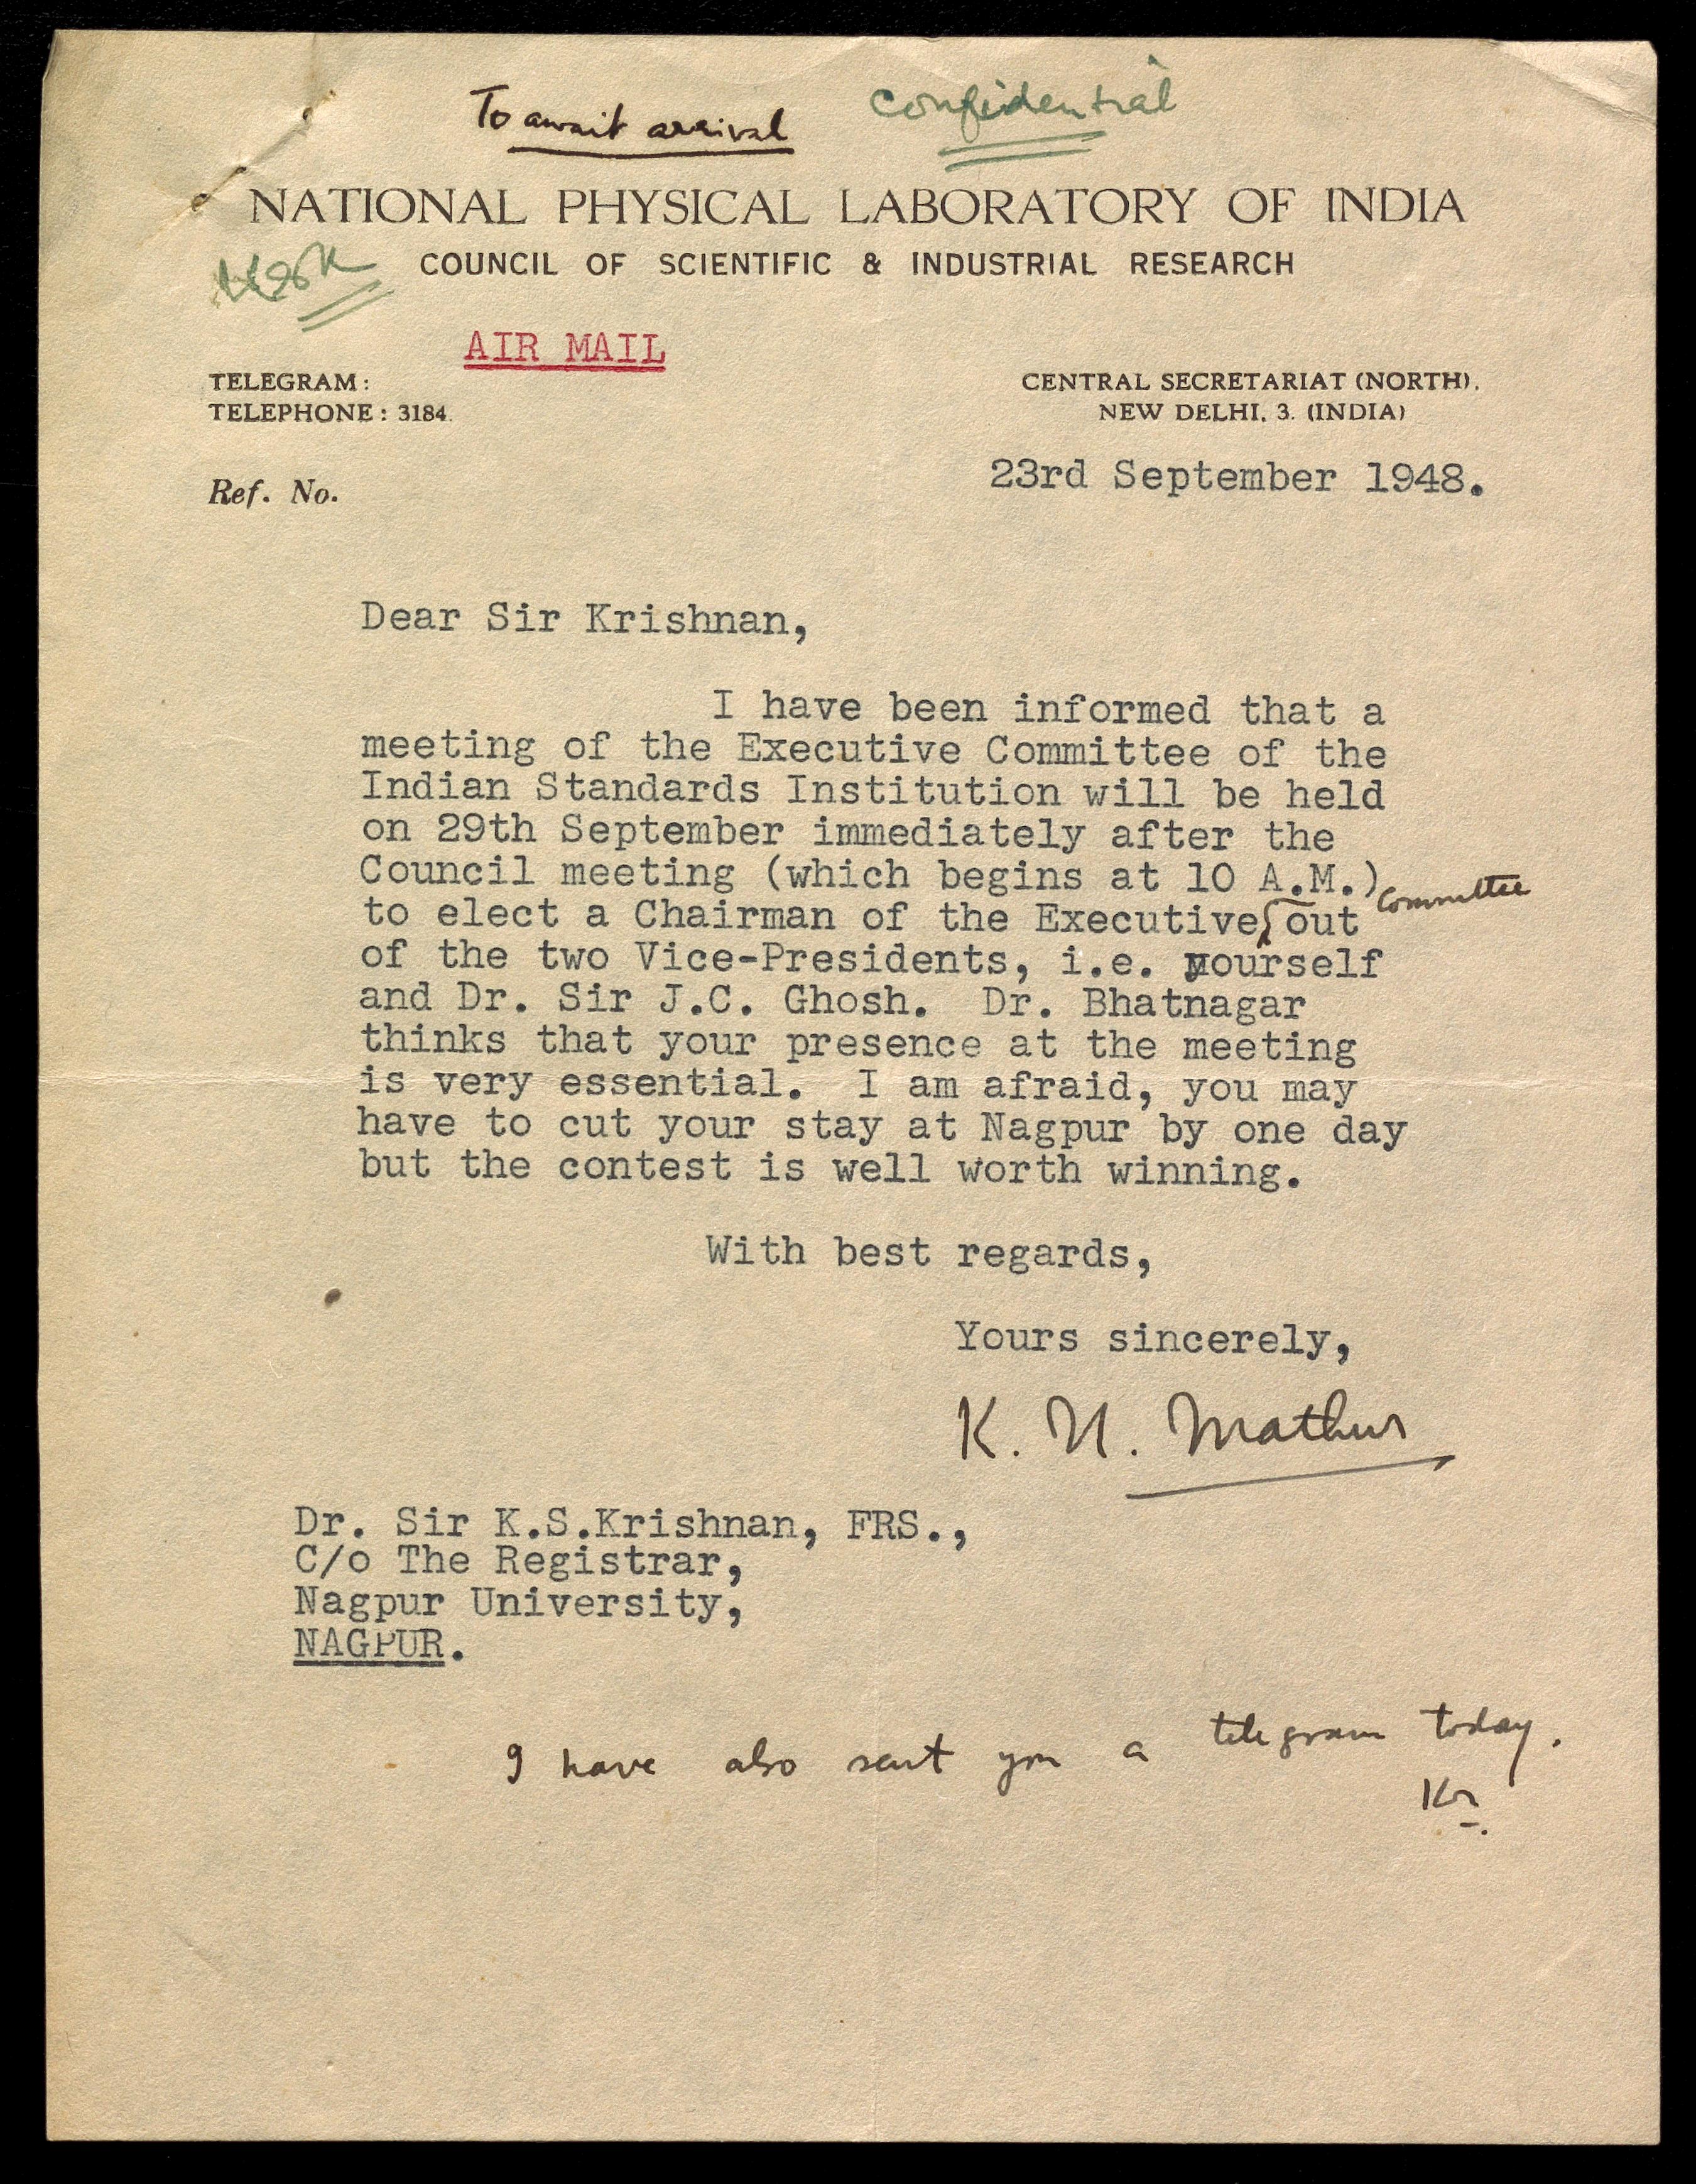 To await arrival
Confidential
NATIONAL PHYSICAL LABORATORY OF INDIA
COUNCIL OF SCIENTIFIC & INDUSTRIAL RESEARCH
AIR MAIL
TELEGRAM :
TELEPHONE : 3184.
CENTRAL SECRETARIAT (NORTH),
NEW DELHI, 3. (INDIA)
Ref. No.
23rd September 1948.
Dear Sir Krishnan,
I have been informed that a
meeting of the Executive Committee of the
Indian Standards Institution will be held
on 29th September immediately after the
Council meeting (which begins at 10 A.M.)
to elect a Chairman of the Executive Committee out
of the two Vice-Presidents, i.e. yourself
and Dr. Sir J.C. Ghosh. Dr. Bhatnagar
thinks that your presence at the meeting
is very essential. I am afraid, you may
have to cut your stay at Nagpur by one day
but the contest is well worth winning.
With best regards,
Yours sincerely,
K. N. Mathur
Dr. Sir K.S.Krishnan, FRS.,
C/o The Registrar,
Nagpur University,
NAGPUR.
I have also sent you a telegram today.